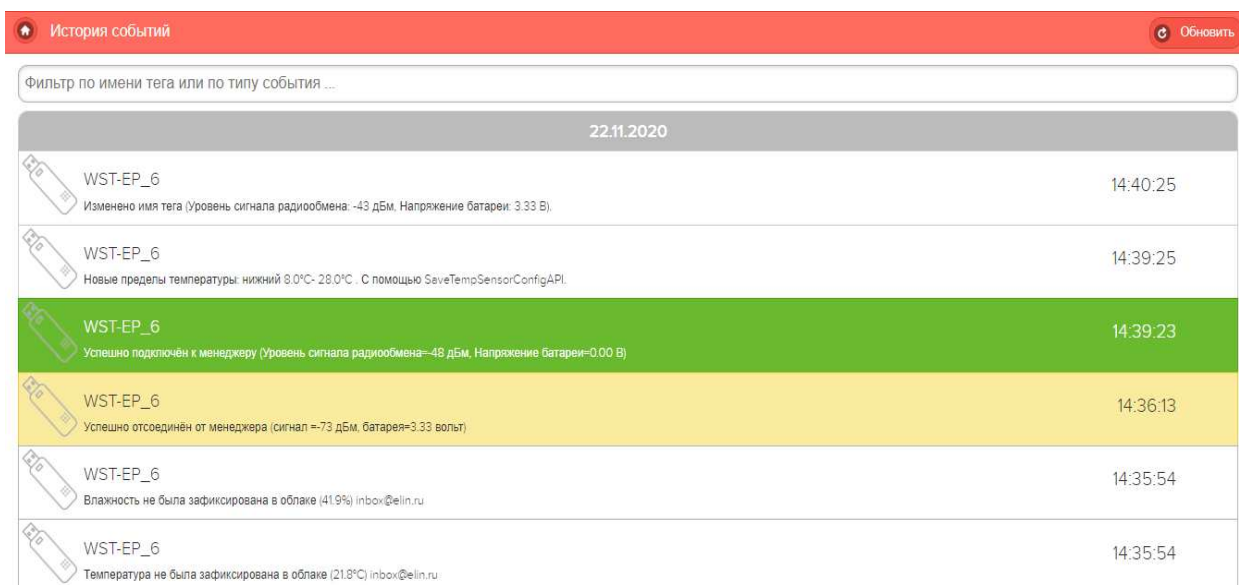 История событий
Обновить
Фильтр по имени тега или по типу события ...
22.11.2020
WST-EP_6
14:40:25
Изменено имя тега (Уровень сигнала радиообмена: -43 дБм, Напряжение батареи: 3.33 В).
WST-EP_6
14:39:25
Новые пределы температуры: нижний 8.0°C- 28.0°C . С помощью SaveTempSensorConfigAPI.
WST-EP_6
14:39:23
Успешно подключён к менеджеру (Уровень сигнала радиообмена=-48 дБм, Напряжение батареи=0.00 В)
WST-EP_6
14:36:13
Успешно отсоединён от менеджера (сигнал =-73 дБм, батарея=3.33 вольт)
WST-EP_6
14:35:54
Влажность не была зафиксирована в облаке (41.9%) inbox@elin.ru
WST-EP_6
14:35:54
Температура не была зафиксирована в облаке (21.8°C) inbox@elin.ru